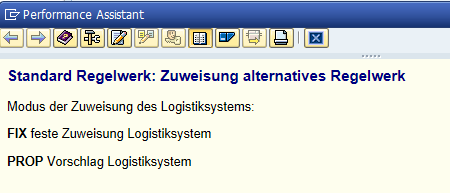 Performance Assistant
Standard Regelwerk: Zuweisung alternatives Regelwerk
Modus der Zuweisung des Logistiksystems:
FIX feste Zuweisung Logistiksystem
PROP Vorschlag Logistiksystem